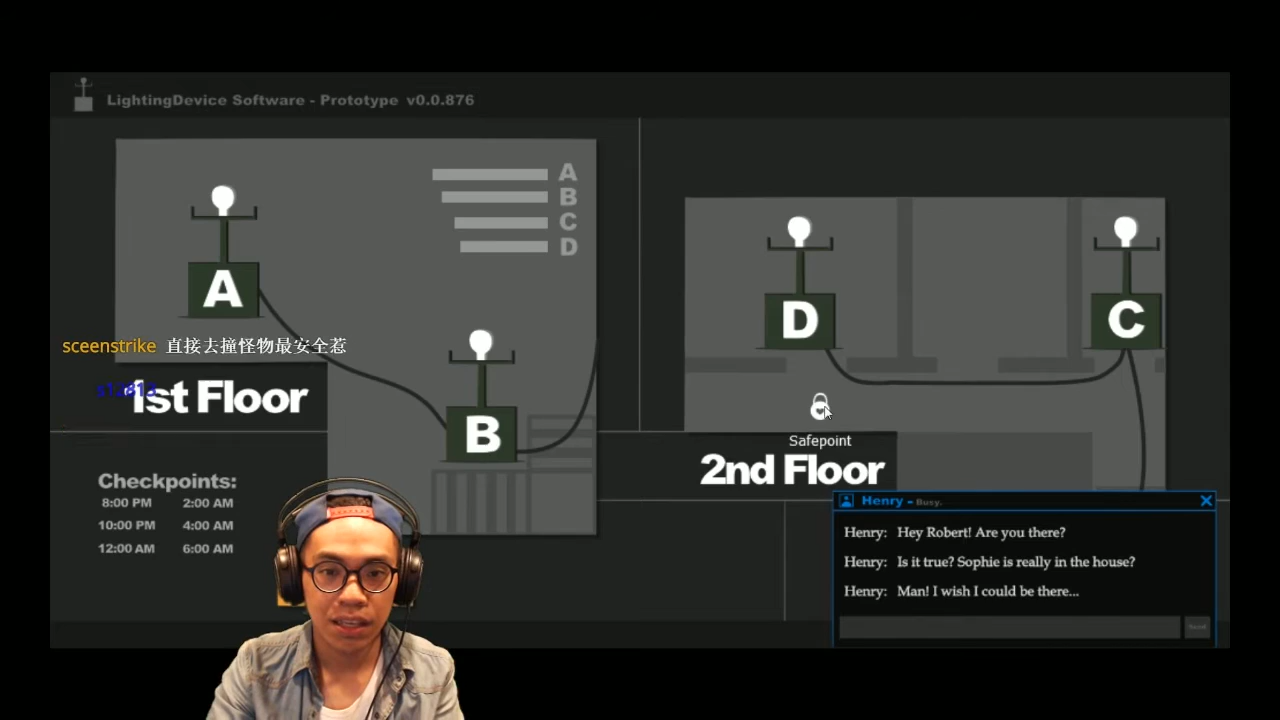 LightingDevice Software - Prototype v0.0.876
A
B
C
D
A
B
D
C
sceenstrike 直接去撞怪物最安全惹
s12813
1st Floor
Safepoint
2nd Floor
Checkpoints:
8:00 PM 2:00 AM
10:00 PM 4:00 AM
12:00 AM 6:00 AM
Henry - Busy.
Henry: Hey Robert! Are you there?
Henry: Is it true? Sophie is really in the house?
Henry: Man! I wish I could be there...
Send